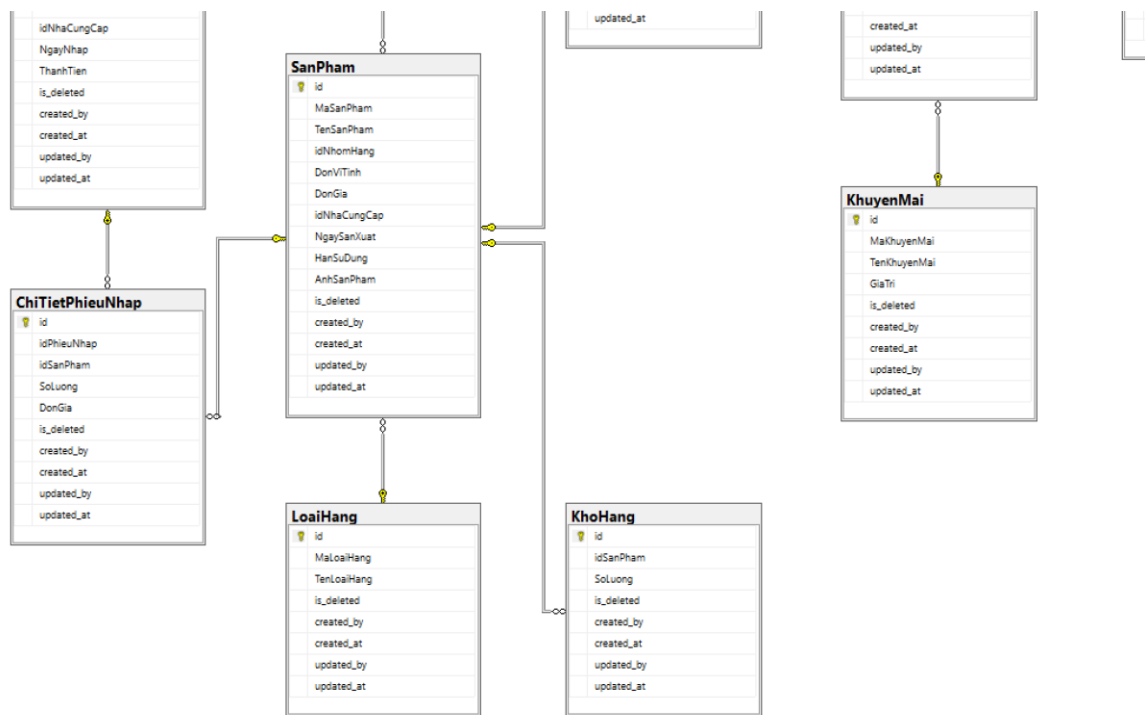 idNhaCungCap
NgayNhap
ThanhTien
is_deleted
created_by
created_at
updated_by
updated_at
SanPham
id
MaSanPham
TenSanPham
idNhomHang
DonViTinh
DonGia
idNhaCungCap
NgaySanXuat
HanSuDung
AnhSanPham
is_deleted
created_by
created_at
updated_by
updated_at
updated_at
created_at
updated_by
updated_at
KhuyenMai
id
MaKhuyenMai
TenKhuyenMai
GiaTri
is_deleted
created_by
created_at
updated_by
updated_at
ChiTietPhieuNhap
id
idPhieuNhap
idSanPham
SoLuong
DonGia
is_deleted
created_by
created_at
updated_by
updated_at
LoaiHang
id
MaLoaiHang
TenLoaiHang
is_deleted
created_by
created_at
updated_by
updated_at
KhoHang
id
idSanPham
SoLuong
is_deleted
created_by
created_at
updated_by
updated_at